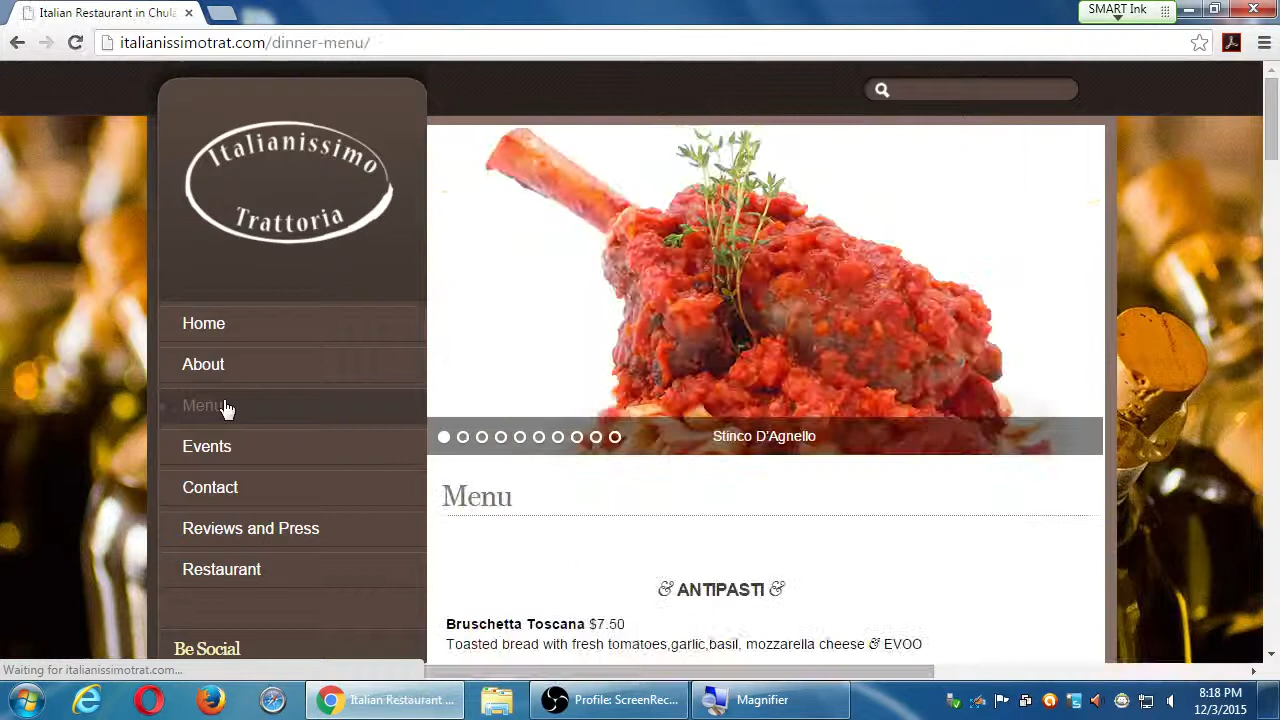 Italian Restaurant in Chula
SMART Ink
italianissimotrat.com/dinner-menu/
Italianissimo
Trattoria
Home
About
Menu
Events
Contact
Reviews and Press
Restaurant
Be Social
Stinco D'Agnello
Menu
& ANTIPASTI &
Bruschetta Toscana $7.50
Toasted bread with fresh tomatoes,garlic,basil, mozzarella cheese & EVOO
Waiting for italianissimotrat.com...
Italian Restaurant ...
Profile: ScreenRec...
Magnifier
8:18 PM
12/3/2015